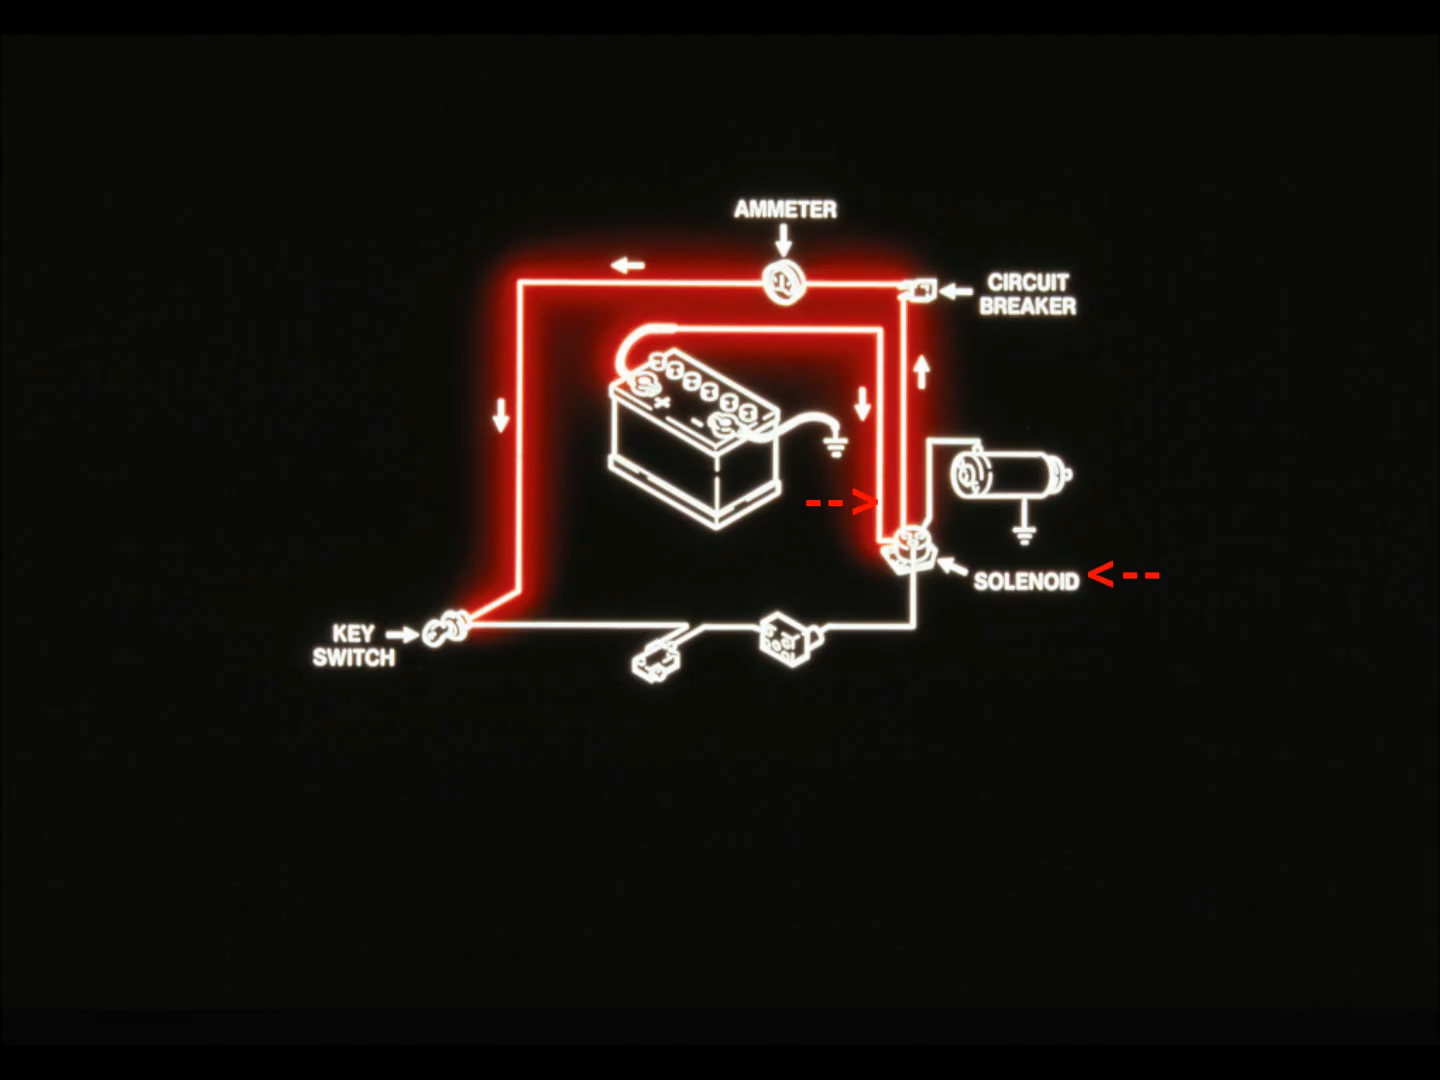 AMMETER
CIRCUIT
BREAKER
-->
SOLENOID <--
KEY
SWITCH